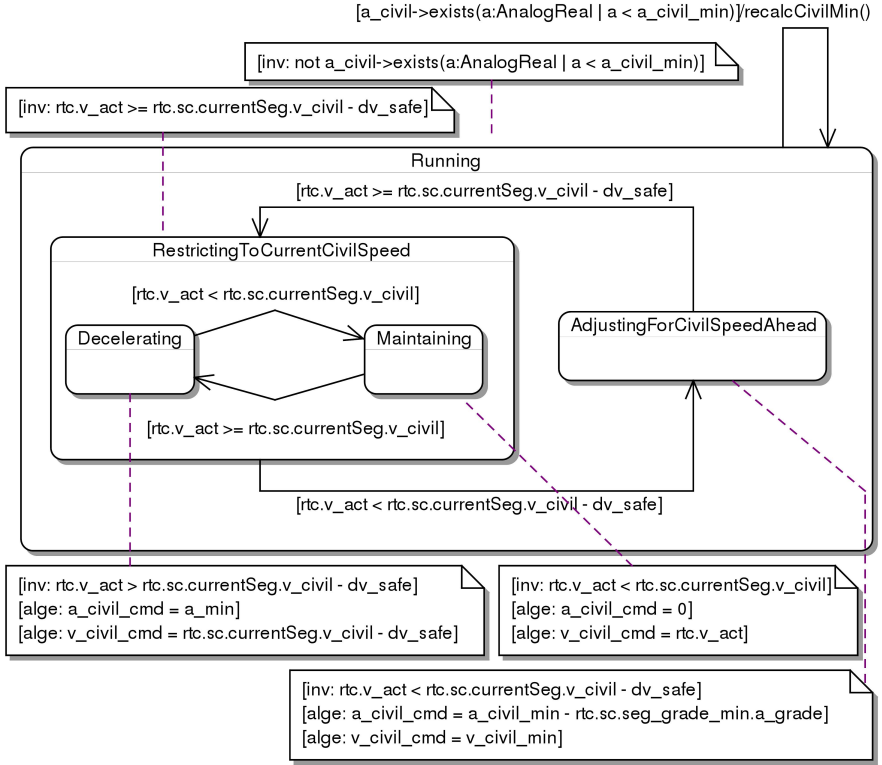 [a_civil->exists(a:AnalogReal | a < a_civil_min)]/recalcCivilMin()
[inv: not a_civil->exists(a:AnalogReal | a < a_civil_min)]
[inv: rtc.v_act >= rtc.sc.currentSeg.v_civil - dv_safe]
Running
[rtc.v_act >= rtc.sc.currentSeg.v_civil - dv_safe]
RestrictingToCurrentCivilSpeed
[rtc.v_act < rtc.sc.currentSeg.v_civil]
Decelerating
Maintaining
AdjustingForCivilSpeedAhead
[rtc.v_act >= rtc.sc.currentSeg.v_civil]
[rtc.v_act < rtc.sc.currentSeg.v_civil - dv_safe]
[inv: rtc.v_act > rtc.sc.currentSeg.v_civil - dv_safe]
[alge: a_civil_cmd = a_min]
[alge: v_civil_cmd = rtc.sc.currentSeg.v_civil - dv_safe]
[inv: rtc.v_act < rtc.sc.currentSeg.v_civil]
[alge: a_civil_cmd = 0]
[alge: v_civil_cmd = rtc.v_act]
[inv: rtc.v_act < rtc.sc.currentSeg.v_civil - dv_safe]
[alge: a_civil_cmd = a_civil_min - rtc.sc.seg_grade_min.a_grade]
[alge: v_civil_cmd = v_civil_min]